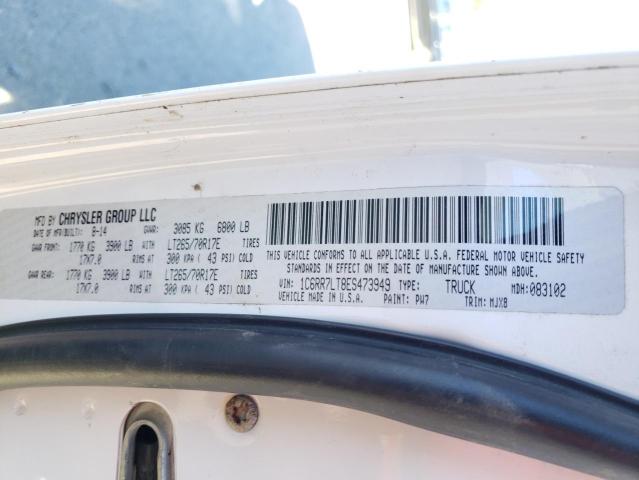 MFD BY CHRYSLER GROUP LLC
DATE OF MFR(BUILT): 8-14 GVWR: 3085 KG 6800 LB
GAWR FRONT: 1770 KG 3900 LB WITH LT265/70R17E TIRES
17X7.0 RIMS AT 300 KPA ( 43 PSI) COLD
GAWR REAR: 1770 KG 3900 LB WITH LT265/70R17E TIRES
17X7.0 RIMS AT 300 KPA ( 43 PSI) COLD
THIS VEHICLE CONFORMS TO ALL APPLICABLE U.S.A. FEDERAL MOTOR VEHICLE SAFETY
STANDARDS IN EFFECT ON THE DATE OF MANUFACTURE SHOWN ABOVE.
VIN: 1C6RR7LT8ES473949 TYPE: TRUCK MDH:083102
VEHICLE MADE IN U.S.A. PAINT: PW7 TRIM: MJX8